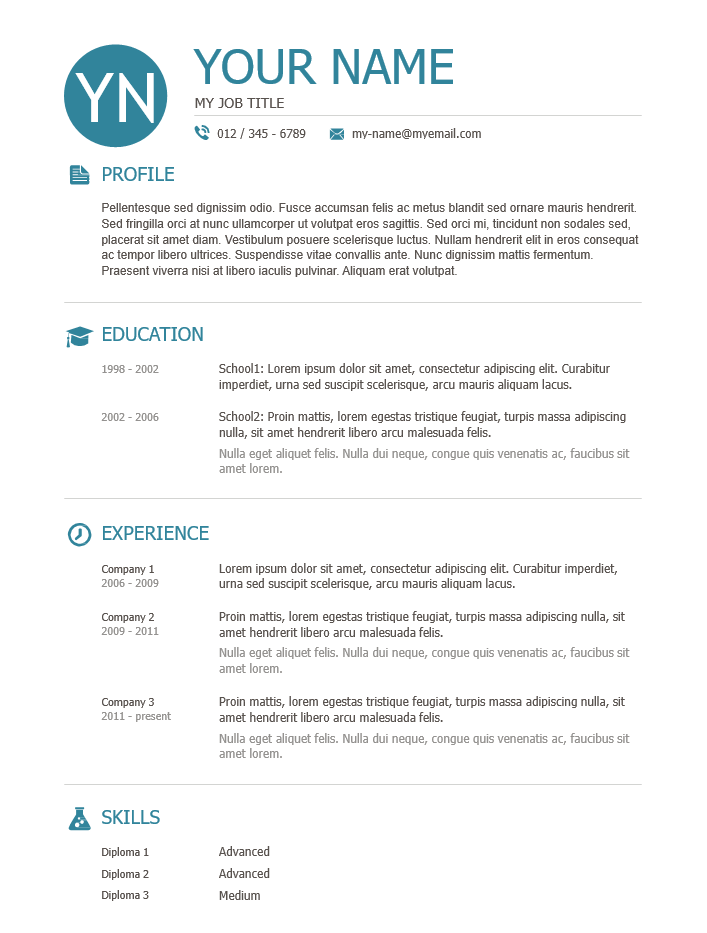 YN
YOUR NAME
MY JOB TITLE
012 / 345 - 6789 my-name@myemail.com
PROFILE
Pellentesque sed dignissim odio. Fusce accumsan felis ac metus blandit sed ornare mauris hendrerit.
Sed fringilla orci at nunc ullamcorper ut volutpat eros sagittis. Sed orci mi, tincidunt non sodales sed,
placerat sit amet diam. Vestibulum posuere scelerisque luctus. Nullam hendrerit elit in eros consequat
ac tempor libero ultrices. Suspendisse vitae convallis ante. Nunc dignissim mattis fermentum.
Praesent viverra nisi at libero iaculis pulvinar. Aliquam erat volutpat.
EDUCATION
1998 - 2002 School1: Lorem ipsum dolor sit amet, consectetur adipiscing elit. Curabitur
imperdiet, urna sed suscipit scelerisque, arcu mauris aliquam lacus.
2002 - 2006 School2: Proin mattis, lorem egestas tristique feugiat, turpis massa adipiscing
nulla, sit amet hendrerit libero arcu malesuada felis.
Nulla eget aliquet felis. Nulla dui neque, congue quis venenatis ac, faucibus sit
amet lorem.
EXPERIENCE
Company 1 Lorem ipsum dolor sit amet, consectetur adipiscing elit. Curabitur imperdiet,
2006 - 2009 urna sed suscipit scelerisque, arcu mauris aliquam lacus.
Company 2 Proin mattis, lorem egestas tristique feugiat, turpis massa adipiscing nulla, sit
2009 - 2011 amet hendrerit libero arcu malesuada felis.
Nulla eget aliquet felis. Nulla dui neque, congue quis venenatis ac, faucibus sit
amet lorem.
Company 3 Proin mattis, lorem egestas tristique feugiat, turpis massa adipiscing nulla, sit
2011 - present amet hendrerit libero arcu malesuada felis.
Nulla eget aliquet felis. Nulla dui neque, congue quis venenatis ac, faucibus sit
amet lorem.
SKILLS
Diploma 1 Advanced
Diploma 2 Advanced
Diploma 3 Medium